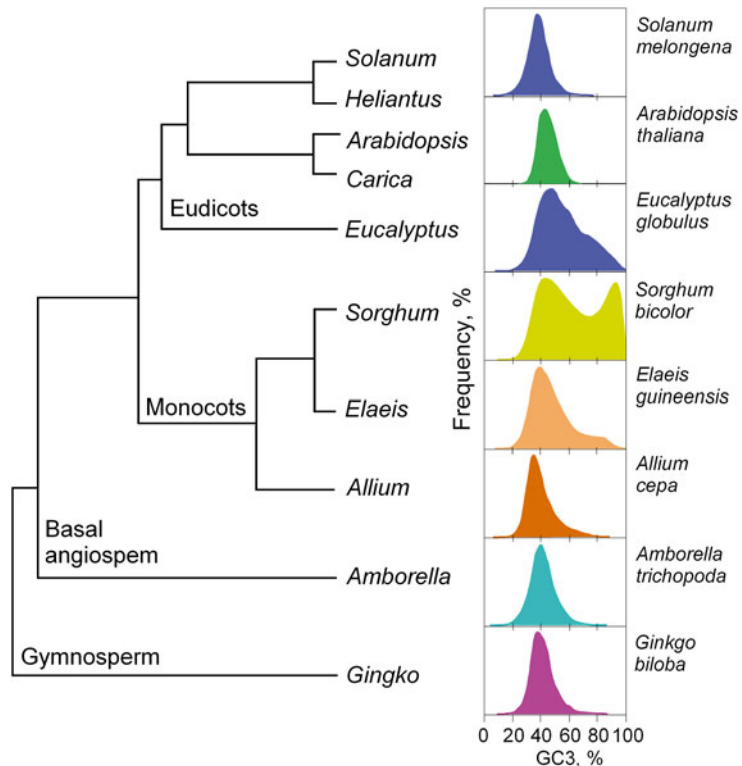 Solanum
Heliantus
Arabidopsis
Carica
Eudicots
Eucalyptus
Sorghum
Monocots
Elaeis
Allium
Basal
angiospem
Amborella
Gymnosperm
Gingko
Frequency, %
Solanum
melongena
Arabidopsis
thaliana
Eucalyptus
globulus
Sorghum
bicolor
Elaeis
guineensis
Allium
cepa
Amborella
trichopoda
Ginkgo
biloba
0 20 40 60 80 100
GC3, %